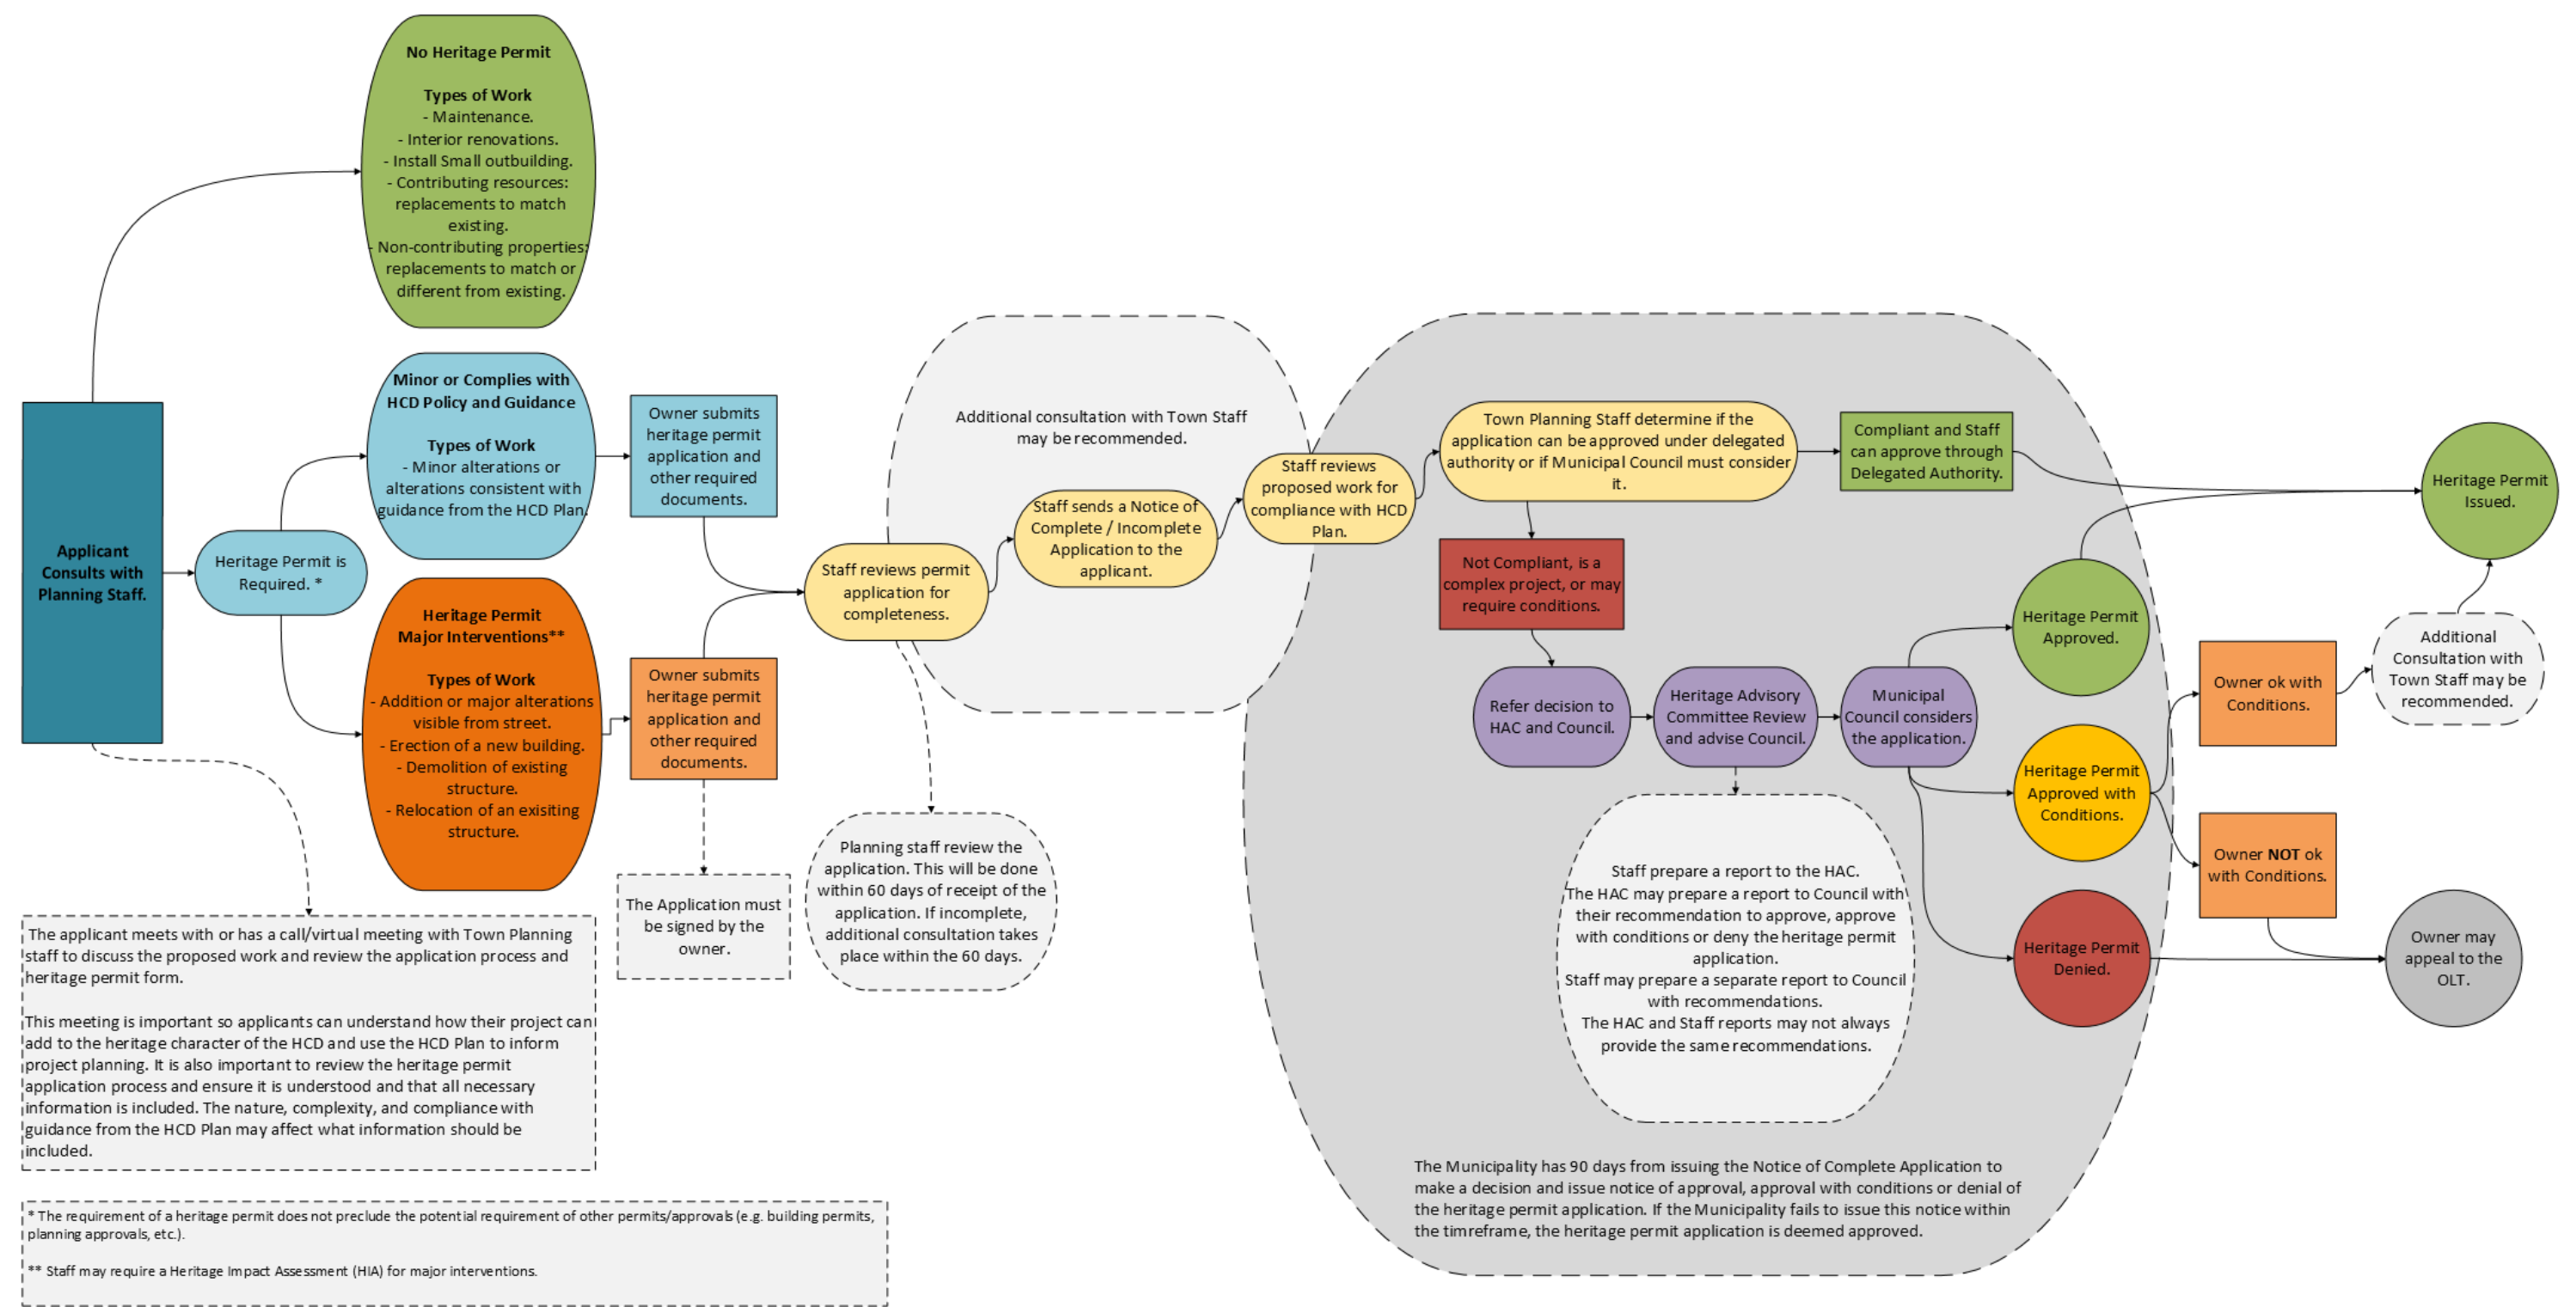 No Heritage Permit
Types of Work
- Maintenance.
- Interior renovations.
- Install Small outbuilding.
- Contributing resources:
replacements to match
existing.
- Non-contributing properties:
replacements to match or
different from existing.
Applicant
Consults with
Planning Staff.
Heritage Permit is
Required. *
Minor or Complies with
HCD Policy and Guidance
Types of Work
- Minor alterations or
alterations consistent with
guidance from the HCD Plan.
Heritage Permit
Major Interventions**
Types of Work
- Addition or major alterations
visible from street.
- Erection of a new building.
- Demolition of existing
structure.
- Relocation of an exisiting
structure.
Owner submits
heritage permit
application and
other required
documents.
Owner submits
heritage permit
application and
other required
documents.
The Application must
be signed by the
owner.
The applicant meets with or has a call/virtual meeting with Town Planning
staff to discuss the proposed work and review the application process and
heritage permit form.
This meeting is important so applicants can understand how their project can
add to the heritage character of the HCD and use the HCD Plan to inform
project planning. It is also important to review the heritage permit
application process and ensure it is understood and that all necessary
information is included. The nature, complexity, and compliance with
guidance from the HCD Plan may affect what information should be
included.
* The requirement of a heritage permit does not preclude the potential requirement of other permits/approvals (e.g. building permits,
planning approvals, etc.).
** Staff may require a Heritage Impact Assessment (HIA) for major interventions.
Staff reviews permit
application for
completeness.
Planning staff review the
application. This will be done
within 60 days of receipt of the
application. If incomplete,
additional consultation takes
place within the 60 days.
Additional consultation with Town Staff
may be recommended.
Staff sends a Notice of
Complete / Incomplete
Application to the
applicant.
Staff reviews
proposed work for
compliance with HCD
Plan.
Town Planning Staff determine if the
application can be approved under delegated
authority or if Municipal Council must consider
it.
Compliant and Staff
can approve through
Delegated Authority.
Not Compliant, is a
complex project, or may
require conditions.
Refer decision to
HAC and Council.
Heritage Advisory
Committee Review
and advise Council.
Municipal
Council considers
the application.
Staff prepare a report to the HAC.
The HAC may prepare a report to Council with
their recommendation to approve, approve
with conditions or deny the heritage permit
application.
Staff may prepare a separate report to Council
with recommendations.
The HAC and Staff reports may not always
provide the same recommendations.
The Municipality has 90 days from issuing the Notice of Complete Application to
make a decision and issue notice of approval, approval with conditions or denial of
the heritage permit application. If the Municipality fails to issue this notice within
the timreframe, the heritage permit application is deemed approved.
Heritage Permit
Approved.
Heritage Permit
Approved with
Conditions.
Heritage Permit
Denied.
Owner ok with
Conditions.
Owner NOT ok
with Conditions.
Heritage Permit
Issued.
Additional
Consultation with
Town Staff may be
recommended.
Owner may
appeal to the
OLT.